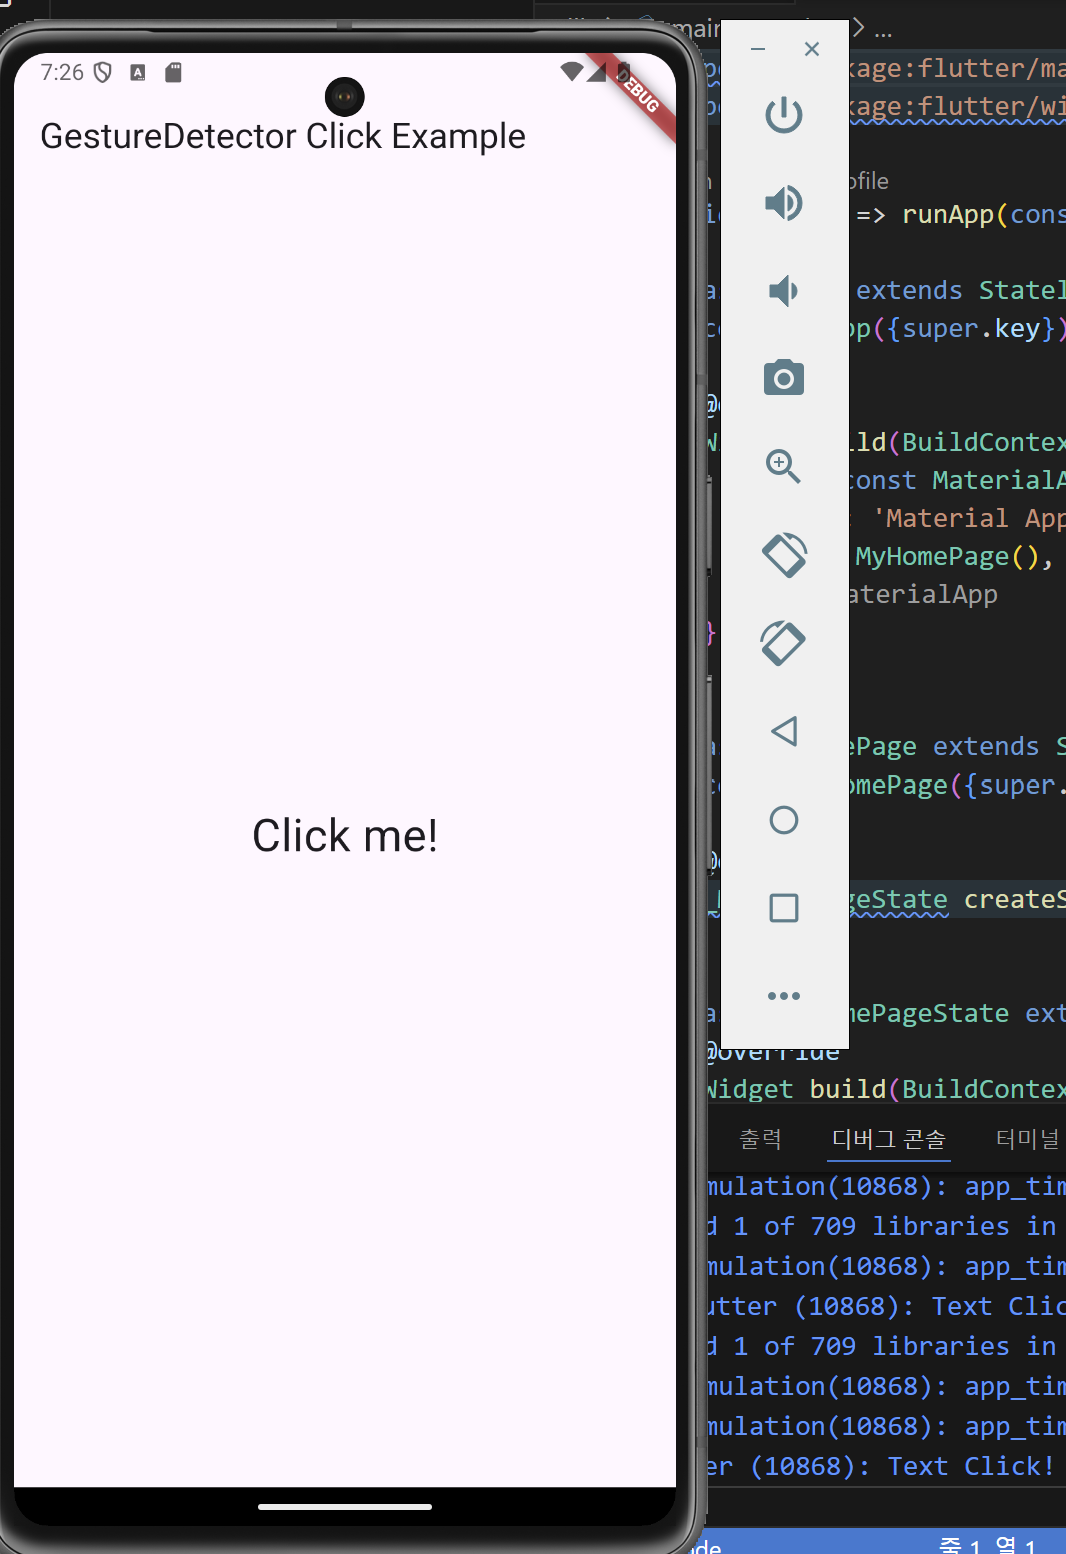 7:26
DEBUG
GestureDetector Click Example
Click me!
main
...
kage:flutter/ma
kage:flutter/wi
ofile
=> runApp(cons
extends Statel
pp({super.key})
ild(BuildContex
const MaterialA
: 'Material App
MyHomePage(),
aterialApp
}
ePage extends S
omePage({super.
geState createS
mePageState ext
@override
Widget build(BuildContex
출력 디버그 콘솔 터미널
mulation(10868): app_tim
d 1 of 709 libraries in
mulation(10868): app_tim
utter (10868): Text Clic
d 1 of 709 libraries in
mulation(10868): app_tim
mulation(10868): app_tim
er (10868): Text Click!
줄 1, 열 1